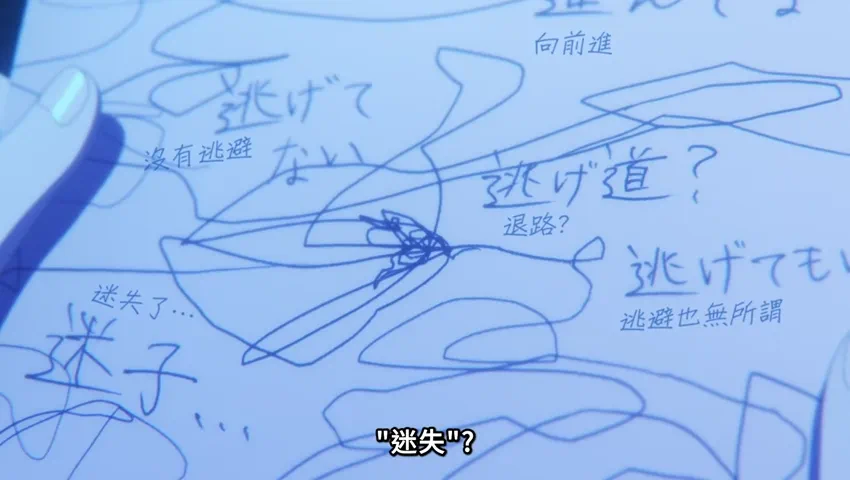 向前進
逃げて
ない
沒有逃避
逃げ道?
退路?
逃げてもい
逃避也無所謂
迷失了...
迷子...
"迷失"?